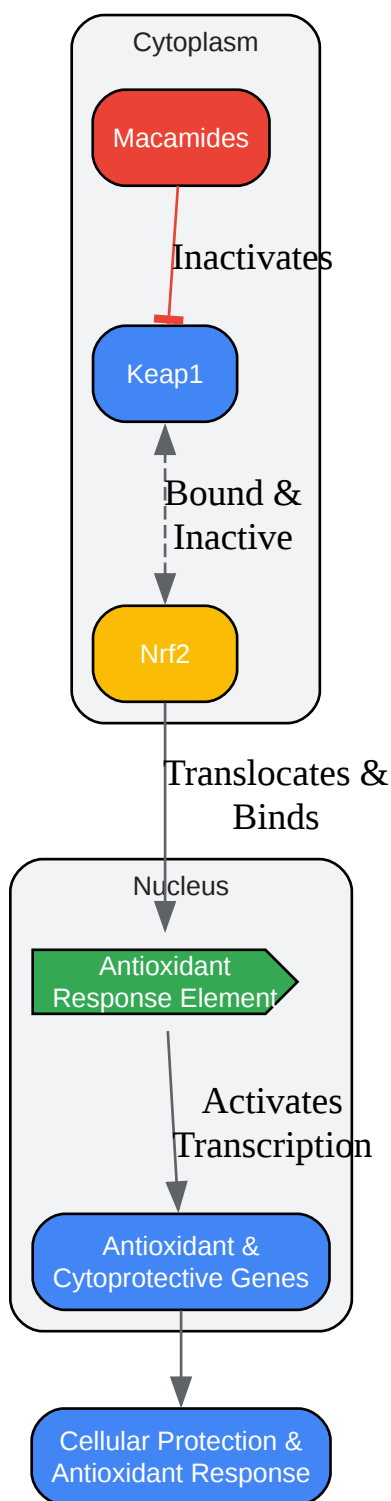 Cytoplasm
Macamides
Inactivates
Keap1
Bound &
Inactive
Nrf2
Translocates &
Binds
Nucleus
Antioxidant
Response Element
Activates
Transcription
Antioxidant &
Cytoprotective Genes
Cellular Protection &
Antioxidant Response